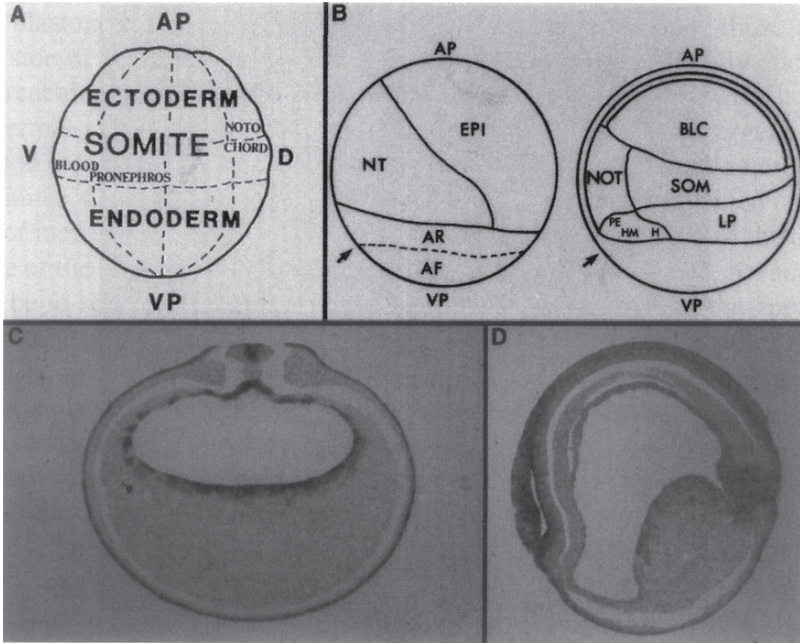 A
AP
ECTODERM
SOMITE
NOTO
CHORD
V
D
BLOOD
PRONEPHROS
ENDODERM
VP
B
AP
EPI
NT
AR
AF
VP
AP
BLC
NOT
SOM
PE
HM
H
LP
VP
C
D